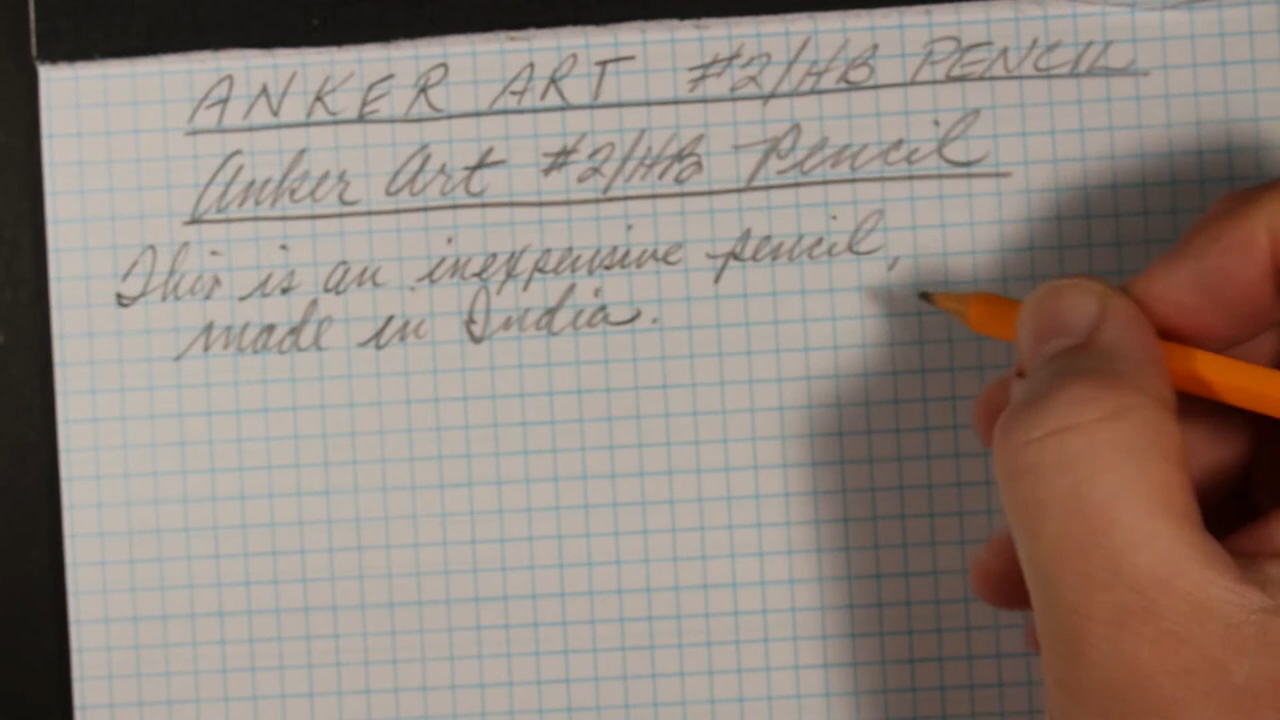 ANKER ART #2/HB PENCIL
Anker Art #2/HB Pencil
This is an inexpensive pencil,
made in India.